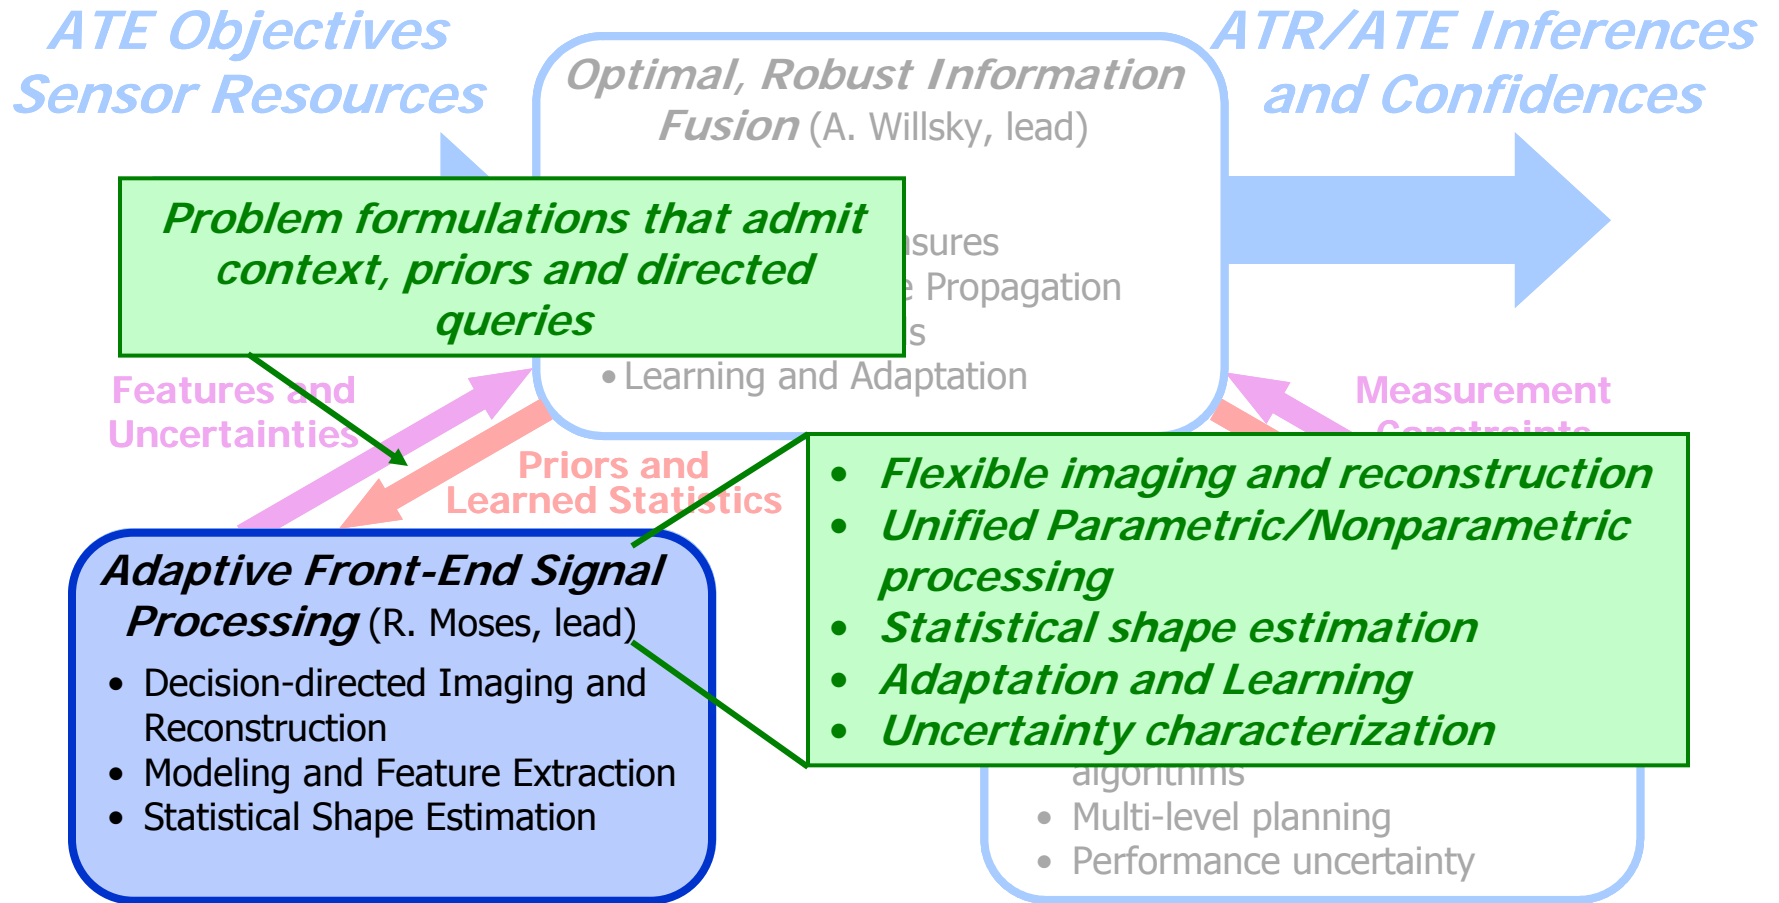 ATE Objectives
Sensor Resources
ATR/ATE Inferences
and Confidences
Optimal, Robust Information
Fusion (A. Willsky, lead)
Propagation
• Learning and Adaptation
Problem formulations that admit
context, priors and directed
queries
Features and
Uncertainties
Priors and
Learned Statistics
Measurement
Constraints
• Flexible imaging and reconstruction
• Unified Parametric/Nonparametric
processing
• Statistical shape estimation
• Adaptation and Learning
• Uncertainty characterization
Adaptive Front-End Signal
Processing (R. Moses, lead)
• Decision-directed Imaging and
Reconstruction
• Modeling and Feature Extraction
• Statistical Shape Estimation
algorithms
• Multi-level planning
• Performance uncertainty